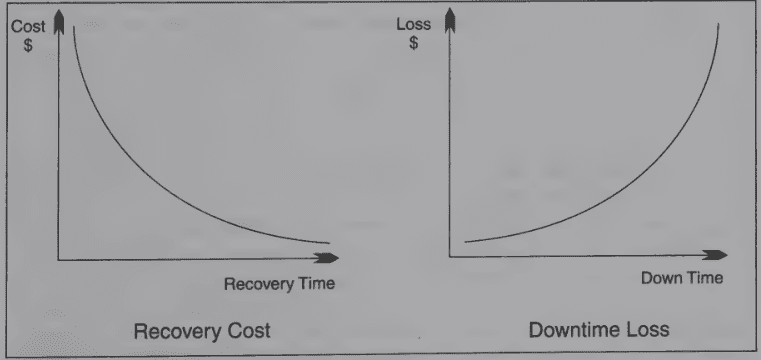 Cost
$
Recovery Time
Recovery Cost
Loss
$
Down Time
Downtime Loss